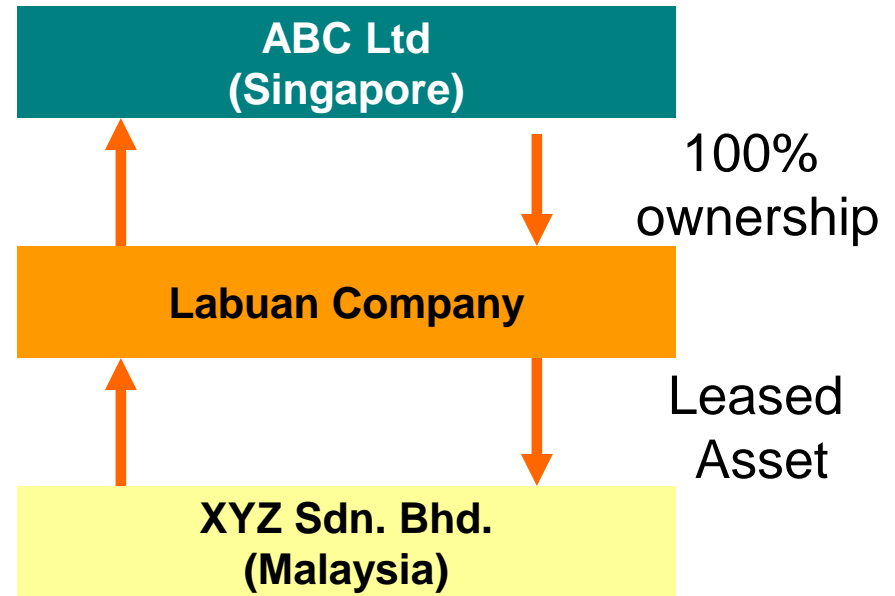 ABC Ltd
(Singapore)
100%
ownership
Labuan Company
Leased
Asset
XYZ Sdn. Bhd.
(Malaysia)